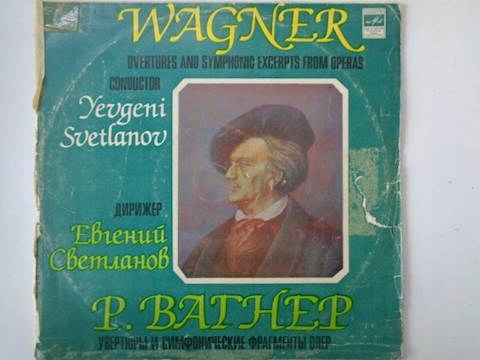 WAGNER
OVERTURES AND SYMPHONIC EXCERPTS FROM OPERAS
CONDUCTOR
Yevgeni
Svetlanov
ДИРИЖЕР
Евгений
Светланов
Р. ВАГНЕР
УВЕРТЮРЫ И СИМФОНИЧЕСКИЕ ФРАГМЕНТЫ ОПЕР